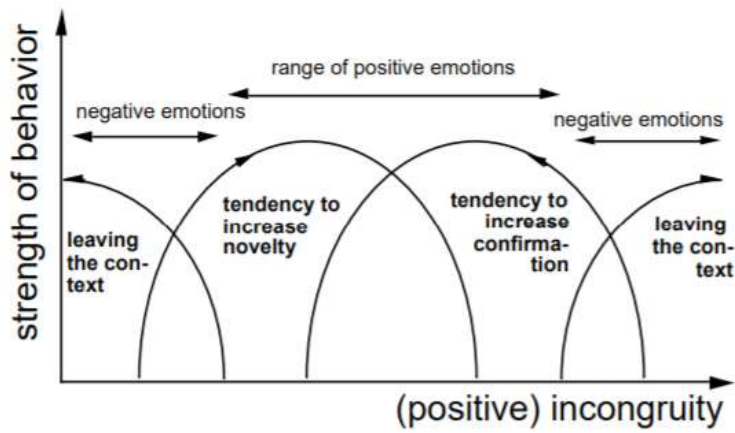 strength of behavior
range of positive emotions
negative emotions
negative emotions
tendency to
increase
novelty
tendency to
increase
confirma-
tion
leaving
the con-
text
leaving
the con-
text
(positive) incongruity